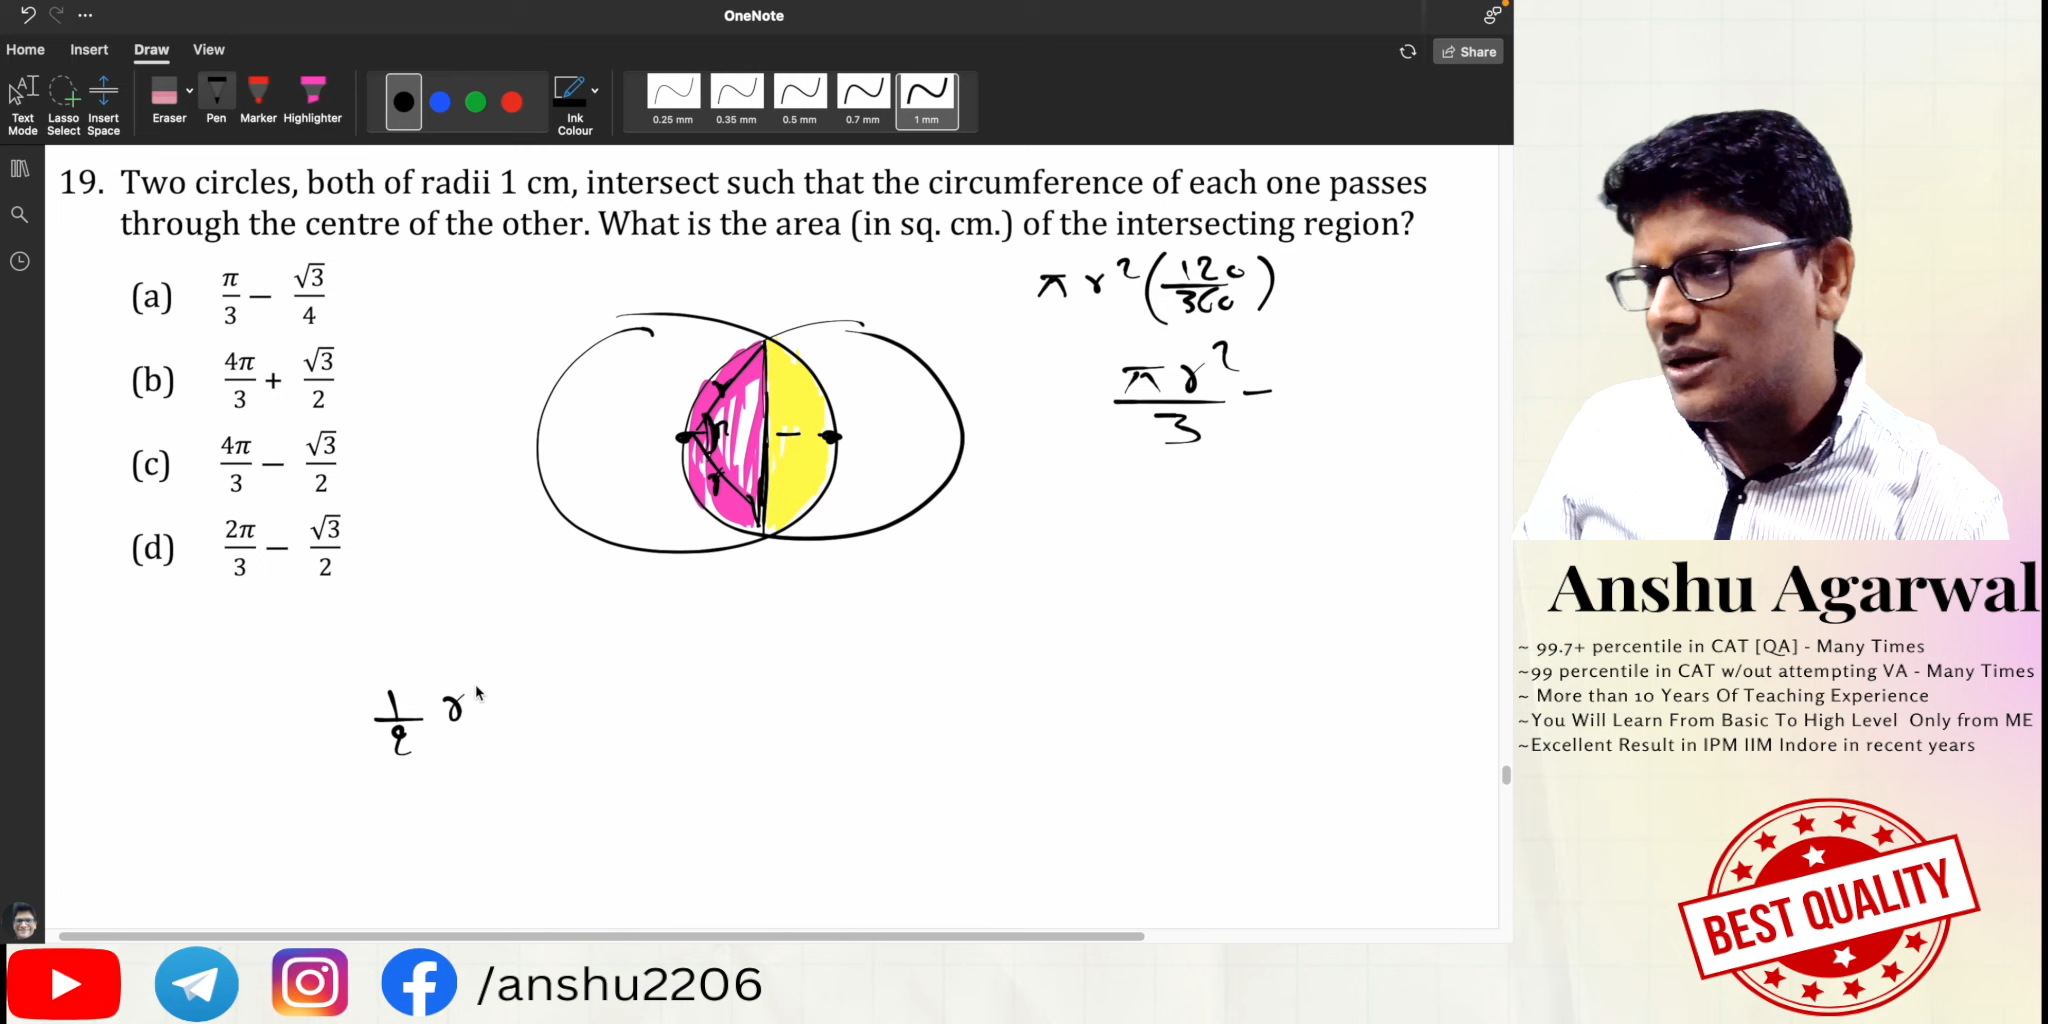 OneNote
Home Insert Draw View
Share
Text Mode
Lasso Select
Insert Space
Eraser
Pen
Marker
Highlighter
Ink Colour
0.25 mm
0.35 mm
0.5 mm
0.7 mm
1 mm
19. Two circles, both of radii 1 cm, intersect such that the circumference of each one passes
through the centre of the other. What is the area (in sq. cm.) of the intersecting region?
(a) π/3 − √3/4
(b) 4π/3 + √3/2
(c) 4π/3 − √3/2
(d) 2π/3 − √3/2
π r² (120/360)
πr²/3 −
r
r
1/2 r
Anshu Agarwal
~ 99.7+ percentile in CAT [QA] - Many Times
~99 percentile in CAT w/out attempting VA - Many Times
~ More than 10 Years Of Teaching Experience
~You Will Learn From Basic To High Level Only from ME
~Excellent Result in IPM IIM Indore in recent years
BEST QUALITY
/anshu2206